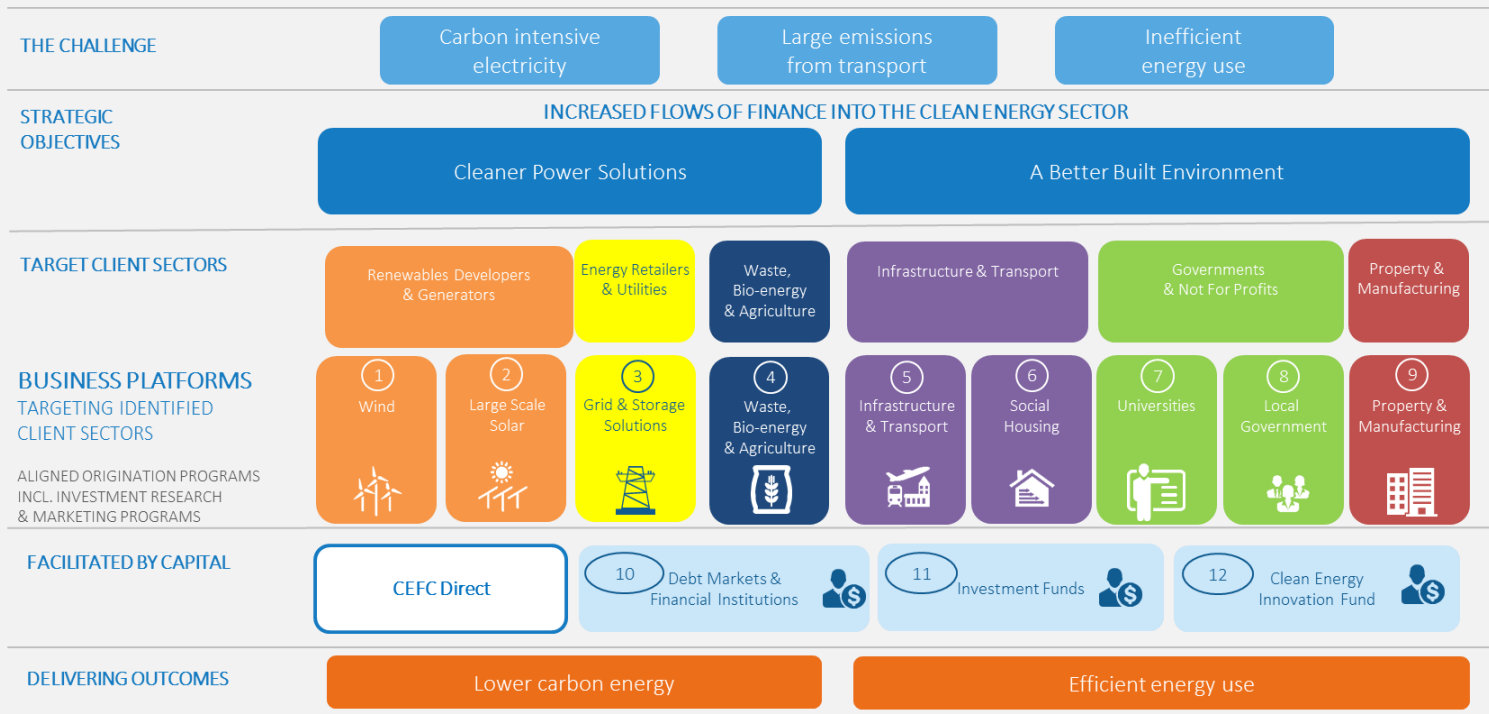 THE CHALLENGE
Carbon intensive
electricity
Large emissions
from transport
Inefficient
energy use
STRATEGIC
OBJECTIVES
INCREASED FLOWS OF FINANCE INTO THE CLEAN ENERGY SECTOR
Cleaner Power Solutions
A Better Built Environment
TARGET CLIENT SECTORS
Renewables Developers
& Generators
Energy Retailers
& Utilities
Waste,
Bio-energy
& Agriculture
Infrastructure & Transport
Governments
& Not For Profits
Property &
Manufacturing
BUSINESS PLATFORMS
TARGETING IDENTIFIED
CLIENT SECTORS
ALIGNED ORIGINATION PROGRAMS
INCL. INVESTMENT RESEARCH
& MARKETING PROGRAMS
1
Wind
2
Large Scale
Solar
3
Grid & Storage
Solutions
4
Waste,
Bio-energy
& Agriculture
5
Infrastructure
& Transport
6
Social
Housing
7
Universities
8
Local
Government
9
Property &
Manufacturing
FACILITATED BY CAPITAL
CEFC Direct
10
Debt Markets &
Financial Institutions
11
Investment Funds
12
Clean Energy
Innovation Fund
DELIVERING OUTCOMES
Lower carbon energy
Efficient energy use